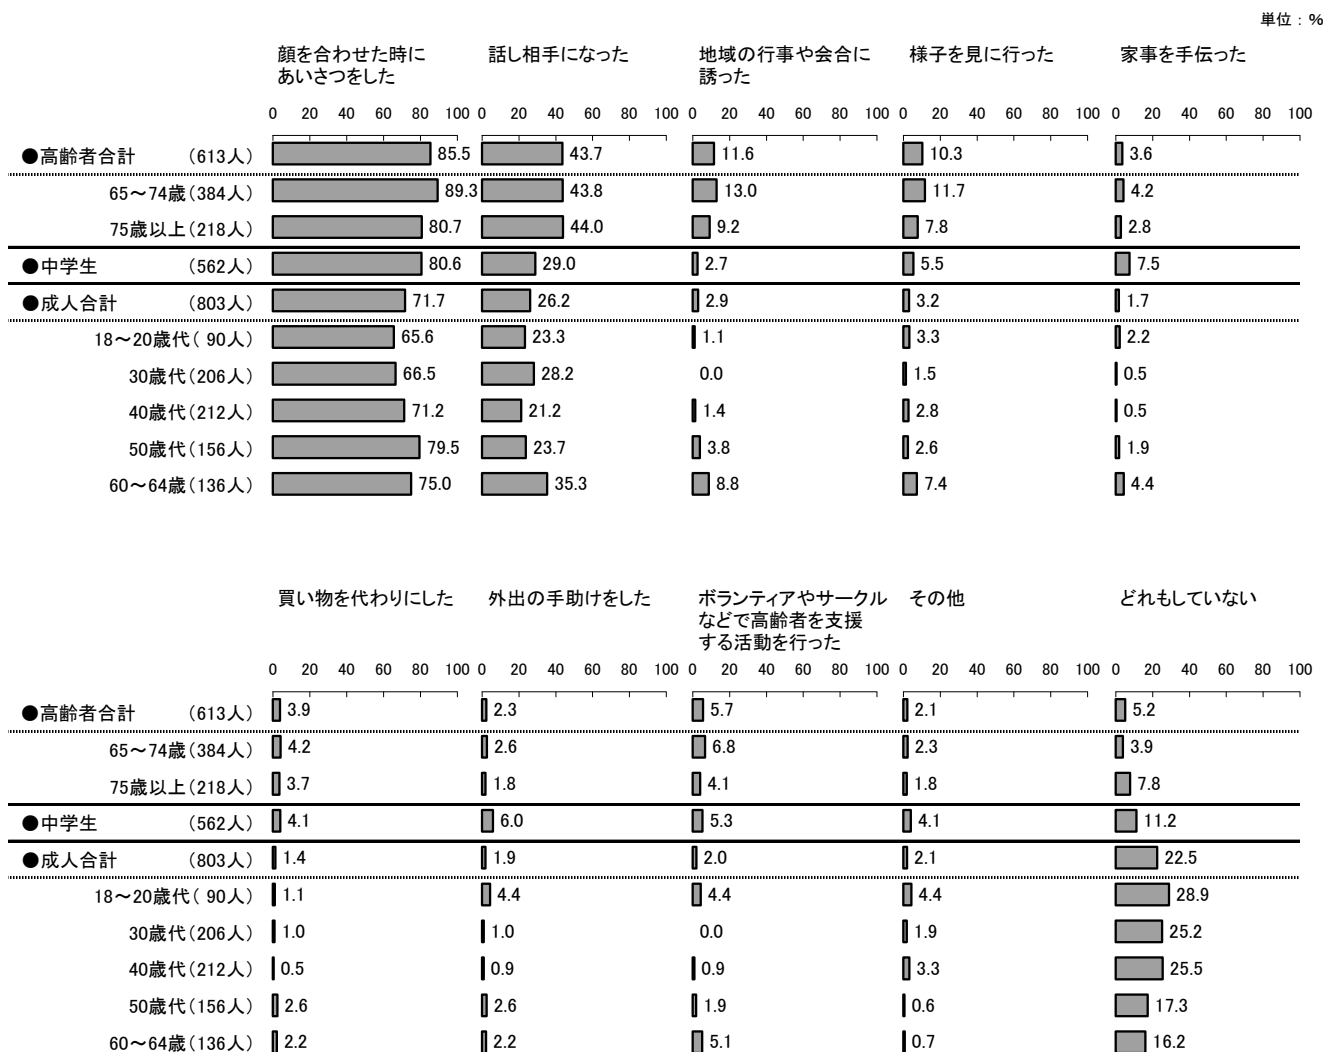 単位：％
顔を合わせた時に
あいさつをした
話し相手になった
地域の行事や会合に
誘った
様子を見に行った
家事を手伝った
0 20 40 60 80 100 0 20 40 60 80 100 0 20 40 60 80 100 0 20 40 60 80 100 0 20 40 60 80 100
●高齢者合計 （613人） 85.5 43.7 11.6 10.3 3.6
65～74歳（384人） 89.3 43.8 13.0 11.7 4.2
75歳以上（218人） 80.7 44.0 9.2 7.8 2.8
●中学生 （562人） 80.6 29.0 2.7 5.5 7.5
●成人合計 （803人） 71.7 26.2 2.9 3.2 1.7
18～20歳代（ 90人） 65.6 23.3 1.1 3.3 2.2
30歳代（206人） 66.5 28.2 0.0 1.5 0.5
40歳代（212人） 71.2 21.2 1.4 2.8 0.5
50歳代（156人） 79.5 23.7 3.8 2.6 1.9
60～64歳（136人） 75.0 35.3 8.8 7.4 4.4
買い物を代わりにした
外出の手助けをした
ボランティアやサークル
などで高齢者を支援
する活動を行った
その他
どれもしていない
0 20 40 60 80 100 0 20 40 60 80 100 0 20 40 60 80 100 0 20 40 60 80 100 0 20 40 60 80 100
●高齢者合計 （613人） 3.9 2.3 5.7 2.1 5.2
65～74歳（384人） 4.2 2.6 6.8 2.3 3.9
75歳以上（218人） 3.7 1.8 4.1 1.8 7.8
●中学生 （562人） 4.1 6.0 5.3 4.1 11.2
●成人合計 （803人） 1.4 1.9 2.0 2.1 22.5
18～20歳代（ 90人） 1.1 4.4 4.4 4.4 28.9
30歳代（206人） 1.0 1.0 0.0 1.9 25.2
40歳代（212人） 0.5 0.9 0.9 3.3 25.5
50歳代（156人） 2.6 2.6 1.9 0.6 17.3
60～64歳（136人） 2.2 2.2 5.1 0.7 16.2